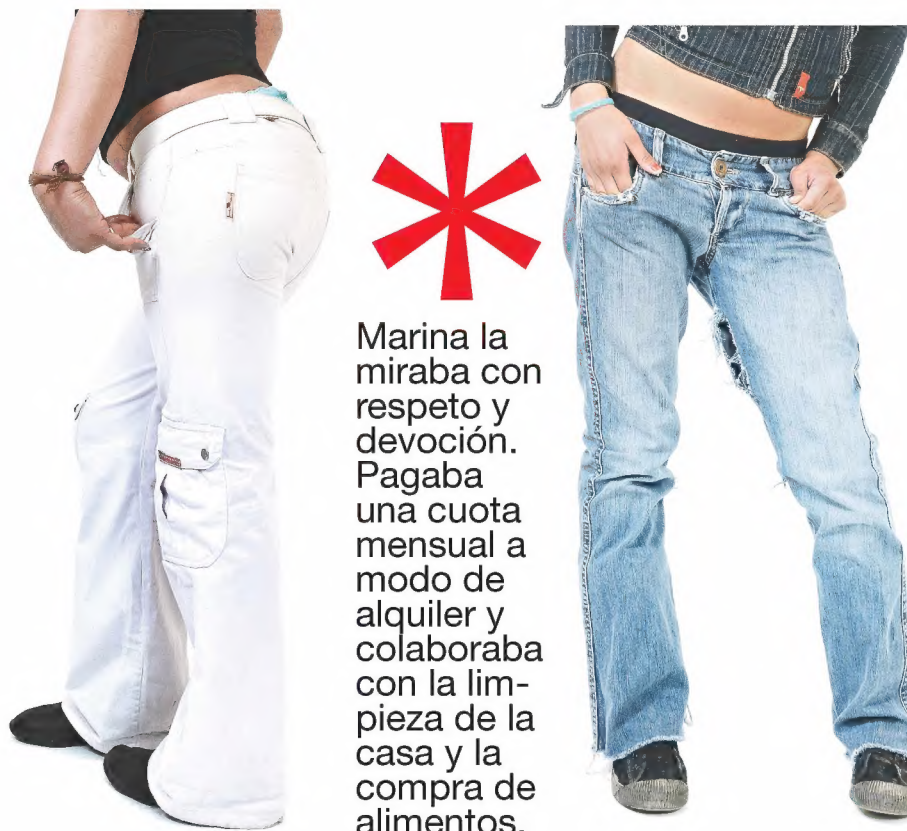 Marina la
miraba con
respeto y
devoción.
Pagaba
una cuota
mensual a
modo de
alquiler y
colaboraba
con la lim-
pieza de la
casa y la
compra de
alimentos.